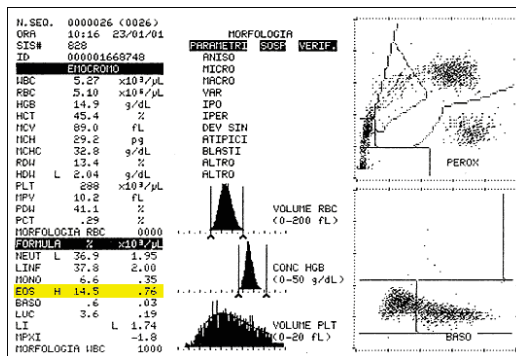 N.SEQ. 0000026 (0026)
ORA 10:16 23/01/01
SIS# 828
ID 000001668748
EMOCROMO
WBC 5.27 x10³/µL
RBC 5.10 x10⁶/µL
HGB 14.9 g/dL
HCT 45.4 %
MCV 89.0 fL
MCH 29.2 pg
MCHC 32.8 g/dL
RDW 13.4 %
HDW L 2.04 g/dL
PLT 288 x10³/µL
MPV 10.2 fL
PDW 41.1 %
PCT .29 %
MORFOLOGIA RBC 0000
FORMULA % x10³/µL
NEUT L 36.9 1.95
LINF 37.8 2.00
MONO 6.6 .35
EOS H 14.5 .76
BASO .6 .03
LUC 3.6 .19
LI L 1.74
MPXI -1.8
MORFOLOGIA WBC 1000
MORFOLOGIA
PARAMETRI SOSP VERIF.
ANISO
MICRO
MACRO
VAR
IPO
IPER
DEV SIN
ATIPICI
BLASTI
ALTRO
ALTRO
VOLUME RBC
(0-200 fL)
CONC HGB
(0-50 g/dL)
VOLUME PLT
(0-20 fL)
PEROX
BASO